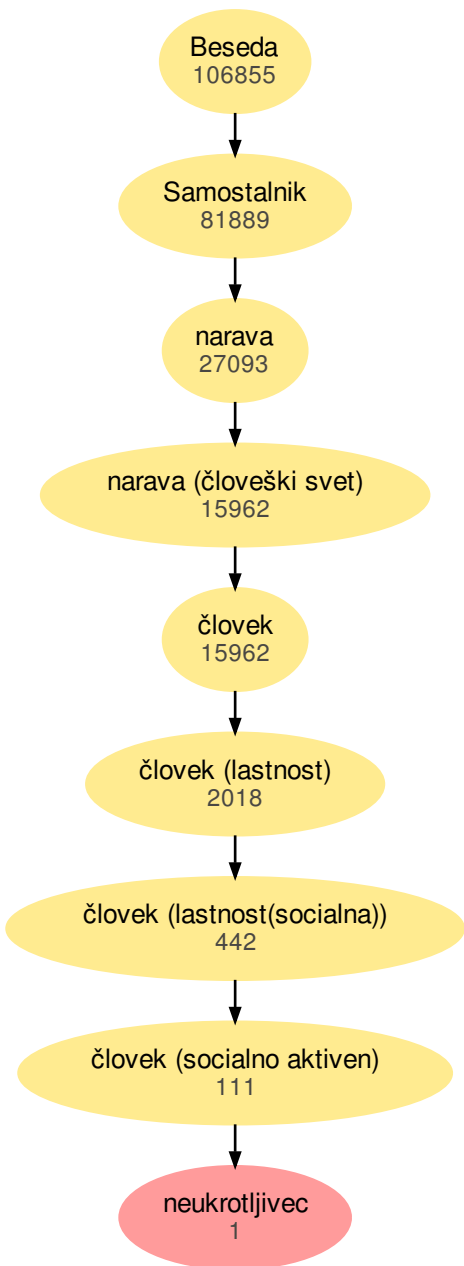 Beseda
106855
Samostalnik
81889
narava
27093
narava (človeški svet)
15962
človek
15962
človek (lastnost)
2018
človek (lastnost(socialna))
442
človek (socialno aktiven)
111
neukrotljivec
1